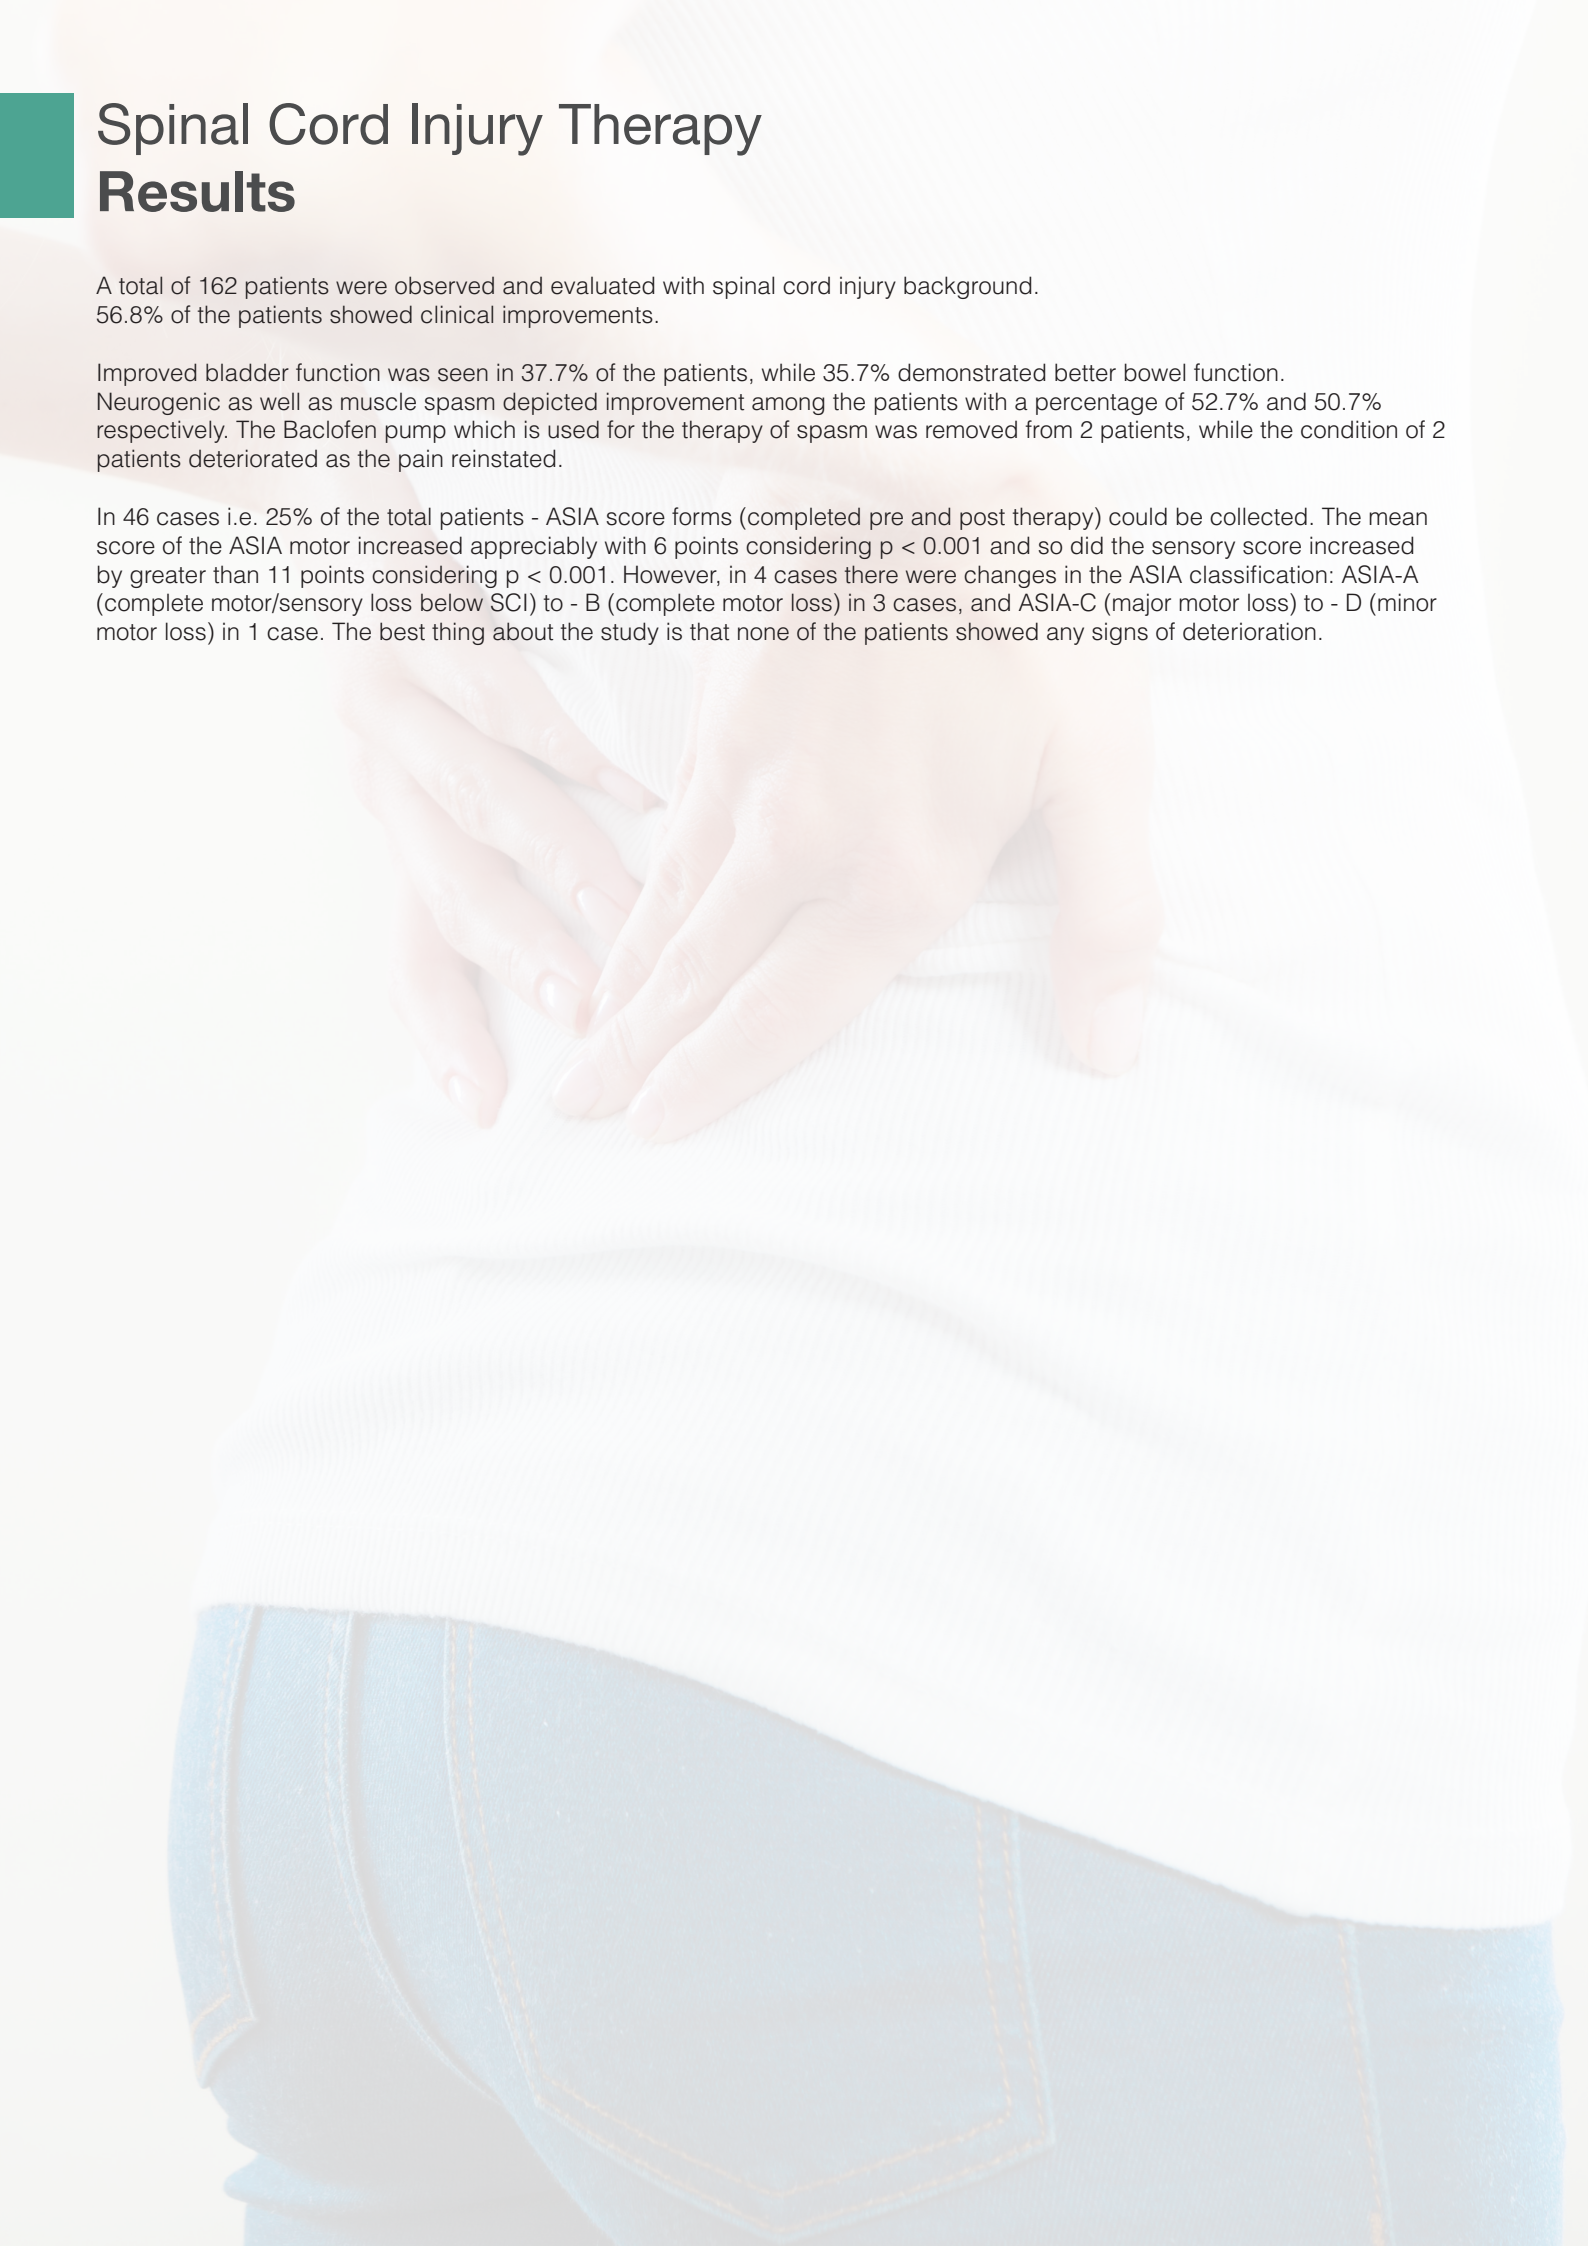 Spinal Cord Injury Therapy
Results
A total of 162 patients were observed and evaluated with spinal cord injury background.
56.8% of the patients showed clinical improvements.
Improved bladder function was seen in 37.7% of the patients, while 35.7% demonstrated better bowel function.
Neurogenic as well as muscle spasm depicted improvement among the patients with a percentage of 52.7% and 50.7%
respectively. The Baclofen pump which is used for the therapy of spasm was removed from 2 patients, while the condition of 2
patients deteriorated as the pain reinstated.
In 46 cases i.e. 25% of the total patients - ASIA score forms (completed pre and post therapy) could be collected. The mean
score of the ASIA motor increased appreciably with 6 points considering p < 0.001 and so did the sensory score increased
by greater than 11 points considering p < 0.001. However, in 4 cases there were changes in the ASIA classification: ASIA-A
(complete motor/sensory loss below SCI) to - B (complete motor loss) in 3 cases, and ASIA-C (major motor loss) to - D (minor
motor loss) in 1 case. The best thing about the study is that none of the patients showed any signs of deterioration.